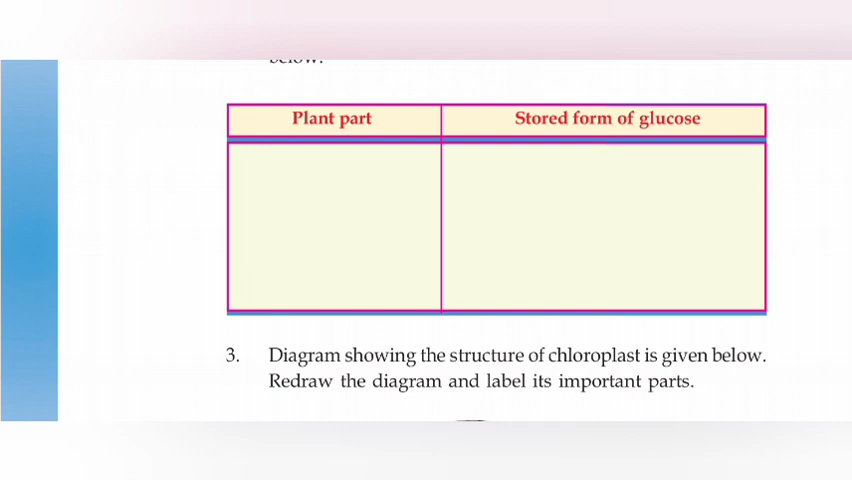 below.
Plant part
Stored form of glucose
3. Diagram showing the structure of chloroplast is given below.
Redraw the diagram and label its important parts.